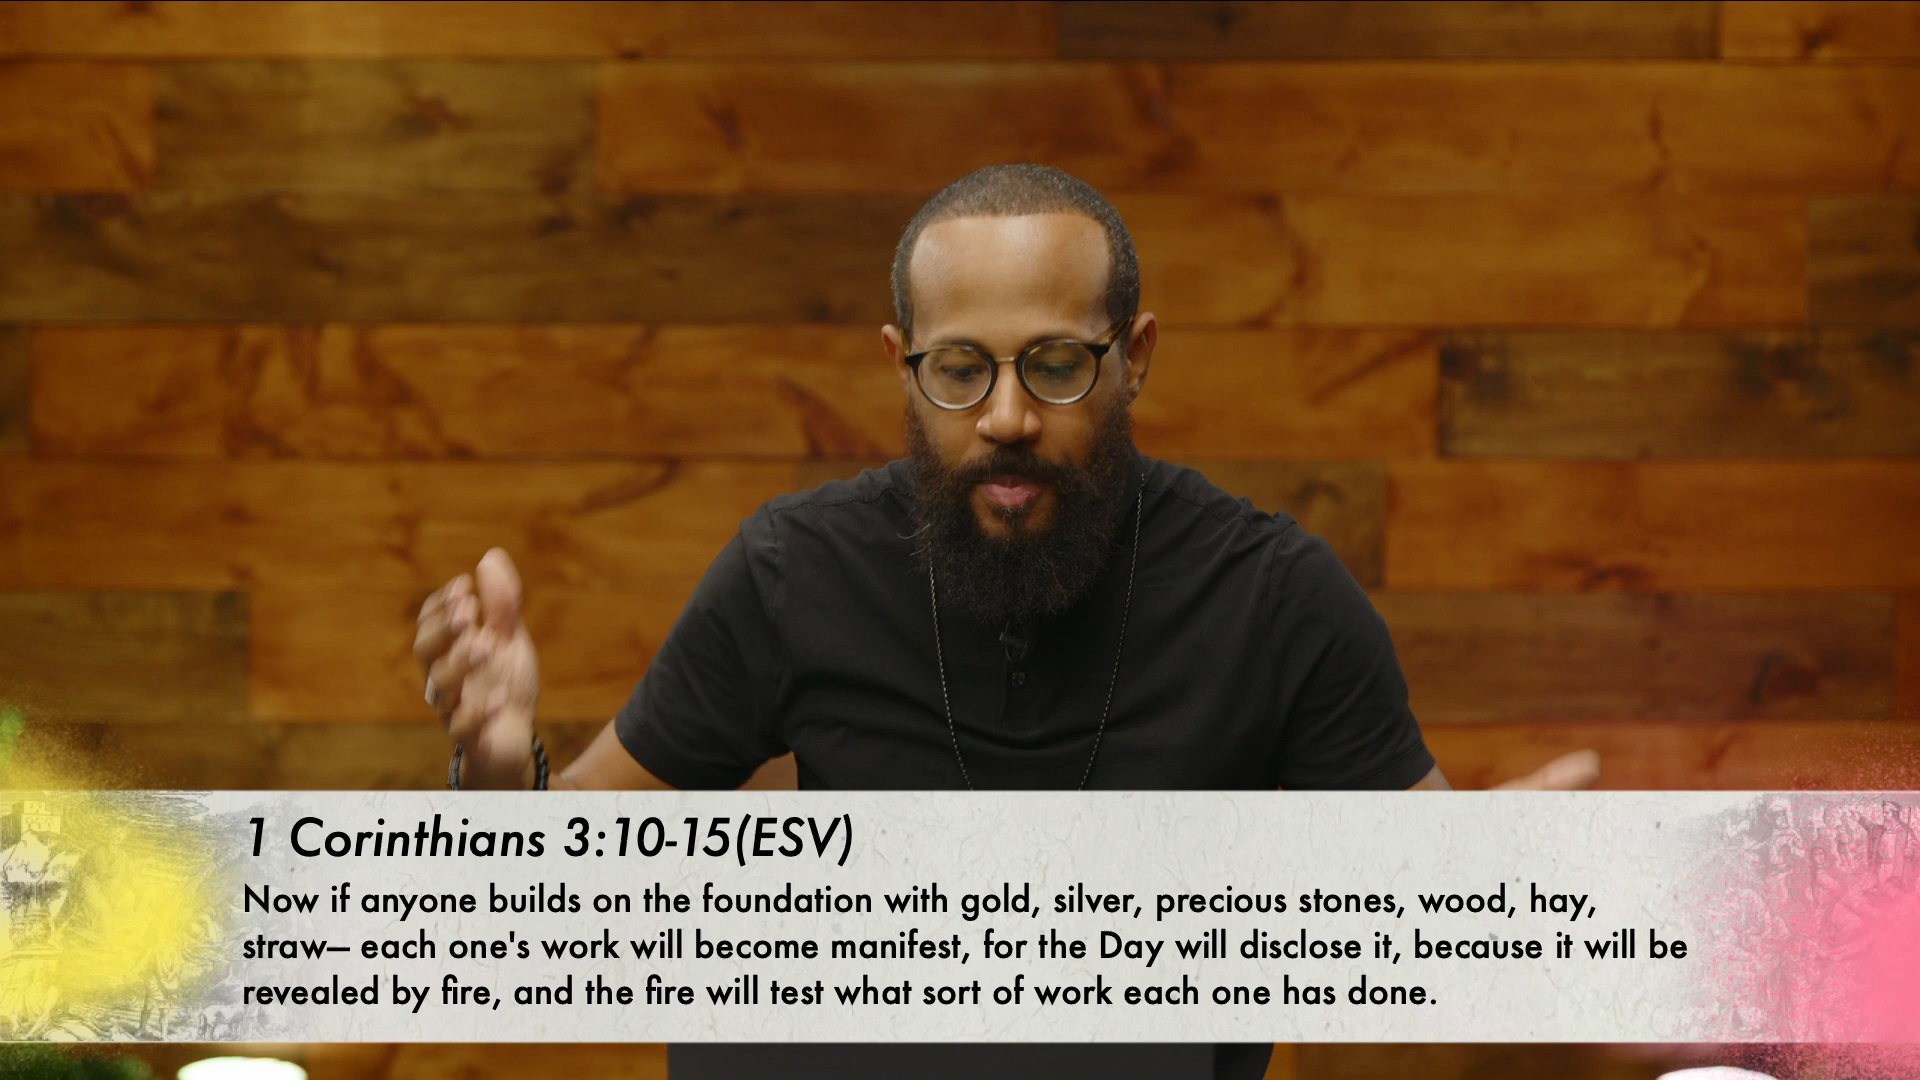 1 Corinthians 3:10-15(ESV)
Now if anyone builds on the foundation with gold, silver, precious stones, wood, hay,
straw— each one's work will become manifest, for the Day will disclose it, because it will be
revealed by fire, and the fire will test what sort of work each one has done.